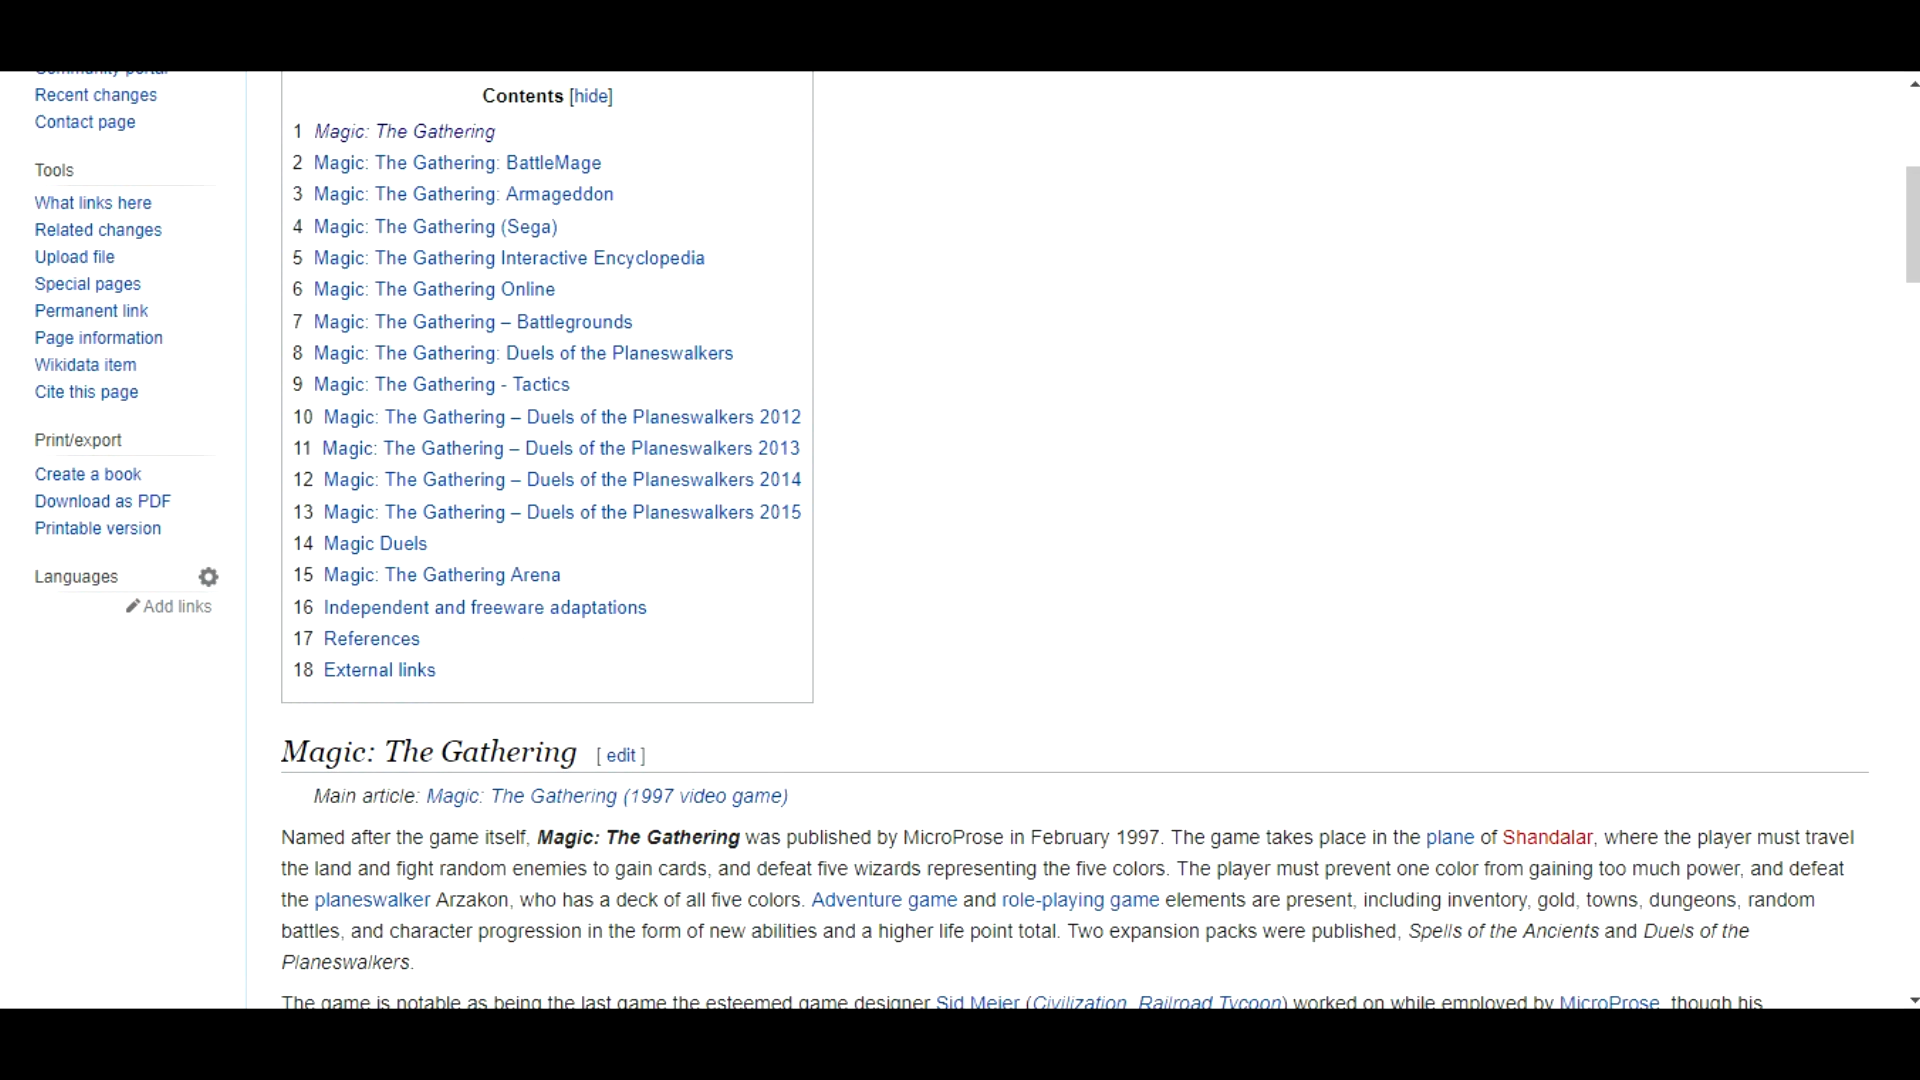 Community portal
Recent changes
Contact page
Tools
What links here
Related changes
Upload file
Special pages
Permanent link
Page information
Wikidata item
Cite this page
Print/export
Create a book
Download as PDF
Printable version
Languages
Add links
Contents [hide]
1 Magic: The Gathering
2 Magic: The Gathering: BattleMage
3 Magic: The Gathering: Armageddon
4 Magic: The Gathering (Sega)
5 Magic: The Gathering Interactive Encyclopedia
6 Magic: The Gathering Online
7 Magic: The Gathering – Battlegrounds
8 Magic: The Gathering: Duels of the Planeswalkers
9 Magic: The Gathering - Tactics
10 Magic: The Gathering – Duels of the Planeswalkers 2012
11 Magic: The Gathering – Duels of the Planeswalkers 2013
12 Magic: The Gathering – Duels of the Planeswalkers 2014
13 Magic: The Gathering – Duels of the Planeswalkers 2015
14 Magic Duels
15 Magic: The Gathering Arena
16 Independent and freeware adaptations
17 References
18 External links
Magic: The Gathering [ edit ]
Main article: Magic: The Gathering (1997 video game)
Named after the game itself, Magic: The Gathering was published by MicroProse in February 1997. The game takes place in the plane of Shandalar, where the player must travel
the land and fight random enemies to gain cards, and defeat five wizards representing the five colors. The player must prevent one color from gaining too much power, and defeat
the planeswalker Arzakon, who has a deck of all five colors. Adventure game and role-playing game elements are present, including inventory, gold, towns, dungeons, random
battles, and character progression in the form of new abilities and a higher life point total. Two expansion packs were published, Spells of the Ancients and Duels of the
Planeswalkers.
The game is notable as being the last game the esteemed game designer Sid Meier (Civilization, Railroad Tycoon) worked on while employed by MicroProse, though his